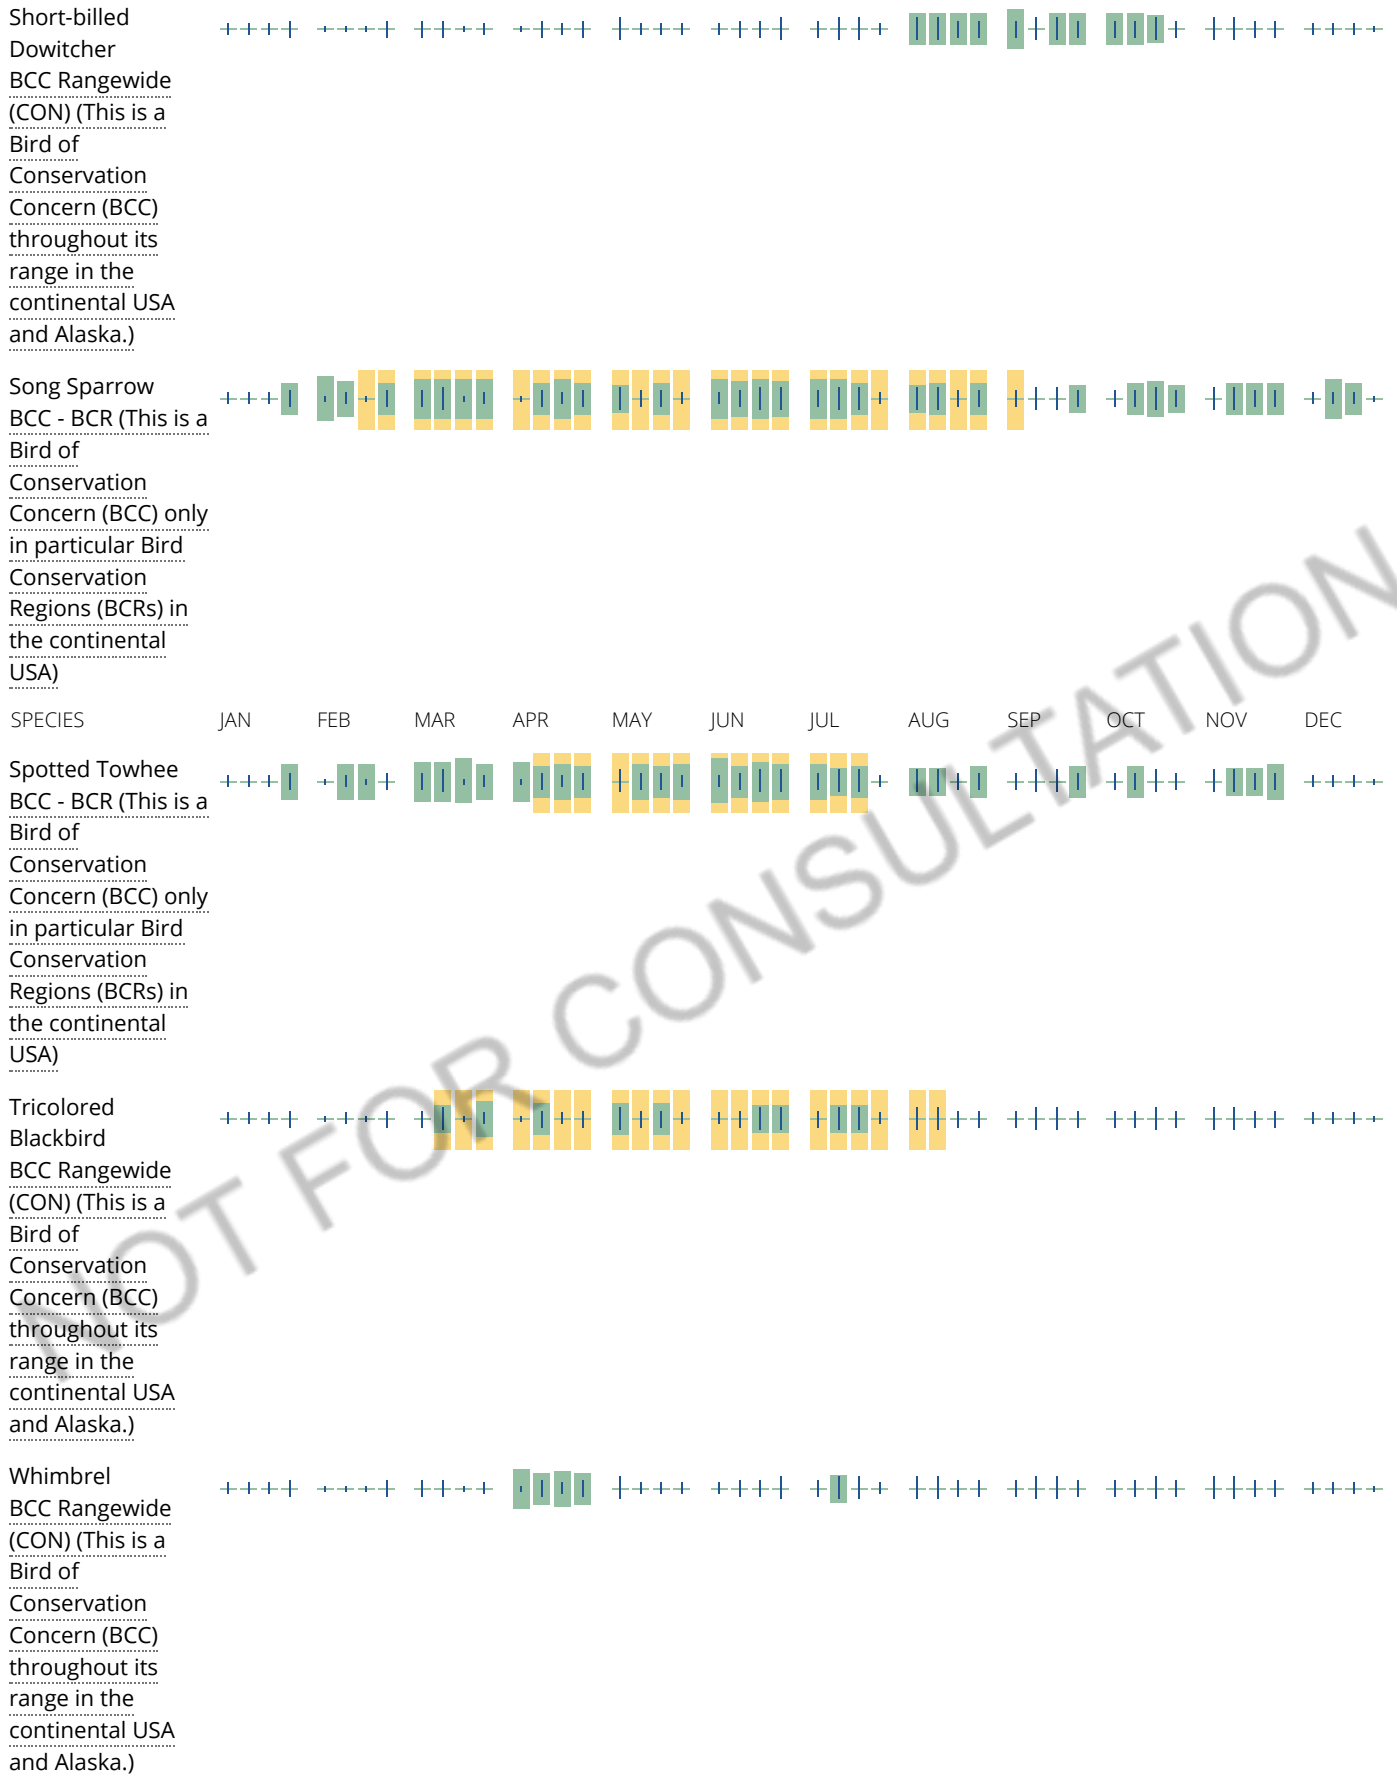 Short-billed
Dowitcher
BCC Rangewide
(CON) (This is a
Bird of
Conservation
Concern (BCC)
throughout its
range in the
continental USA
and Alaska.)
Song Sparrow
BCC - BCR (This is a
Bird of
Conservation
Concern (BCC) only
in particular Bird
Conservation
Regions (BCRs) in
the continental
USA)
SPECIES JAN FEB MAR APR MAY JUN JUL AUG SEP OCT NOV DEC
Spotted Towhee
BCC - BCR (This is a
Bird of
Conservation
Concern (BCC) only
in particular Bird
Conservation
Regions (BCRs) in
the continental
USA)
Tricolored
Blackbird
BCC Rangewide
(CON) (This is a
Bird of
Conservation
Concern (BCC)
throughout its
range in the
continental USA
and Alaska.)
Whimbrel
BCC Rangewide
(CON) (This is a
Bird of
Conservation
Concern (BCC)
throughout its
range in the
continental USA
and Alaska.)
NOT FOR CONSULTATION